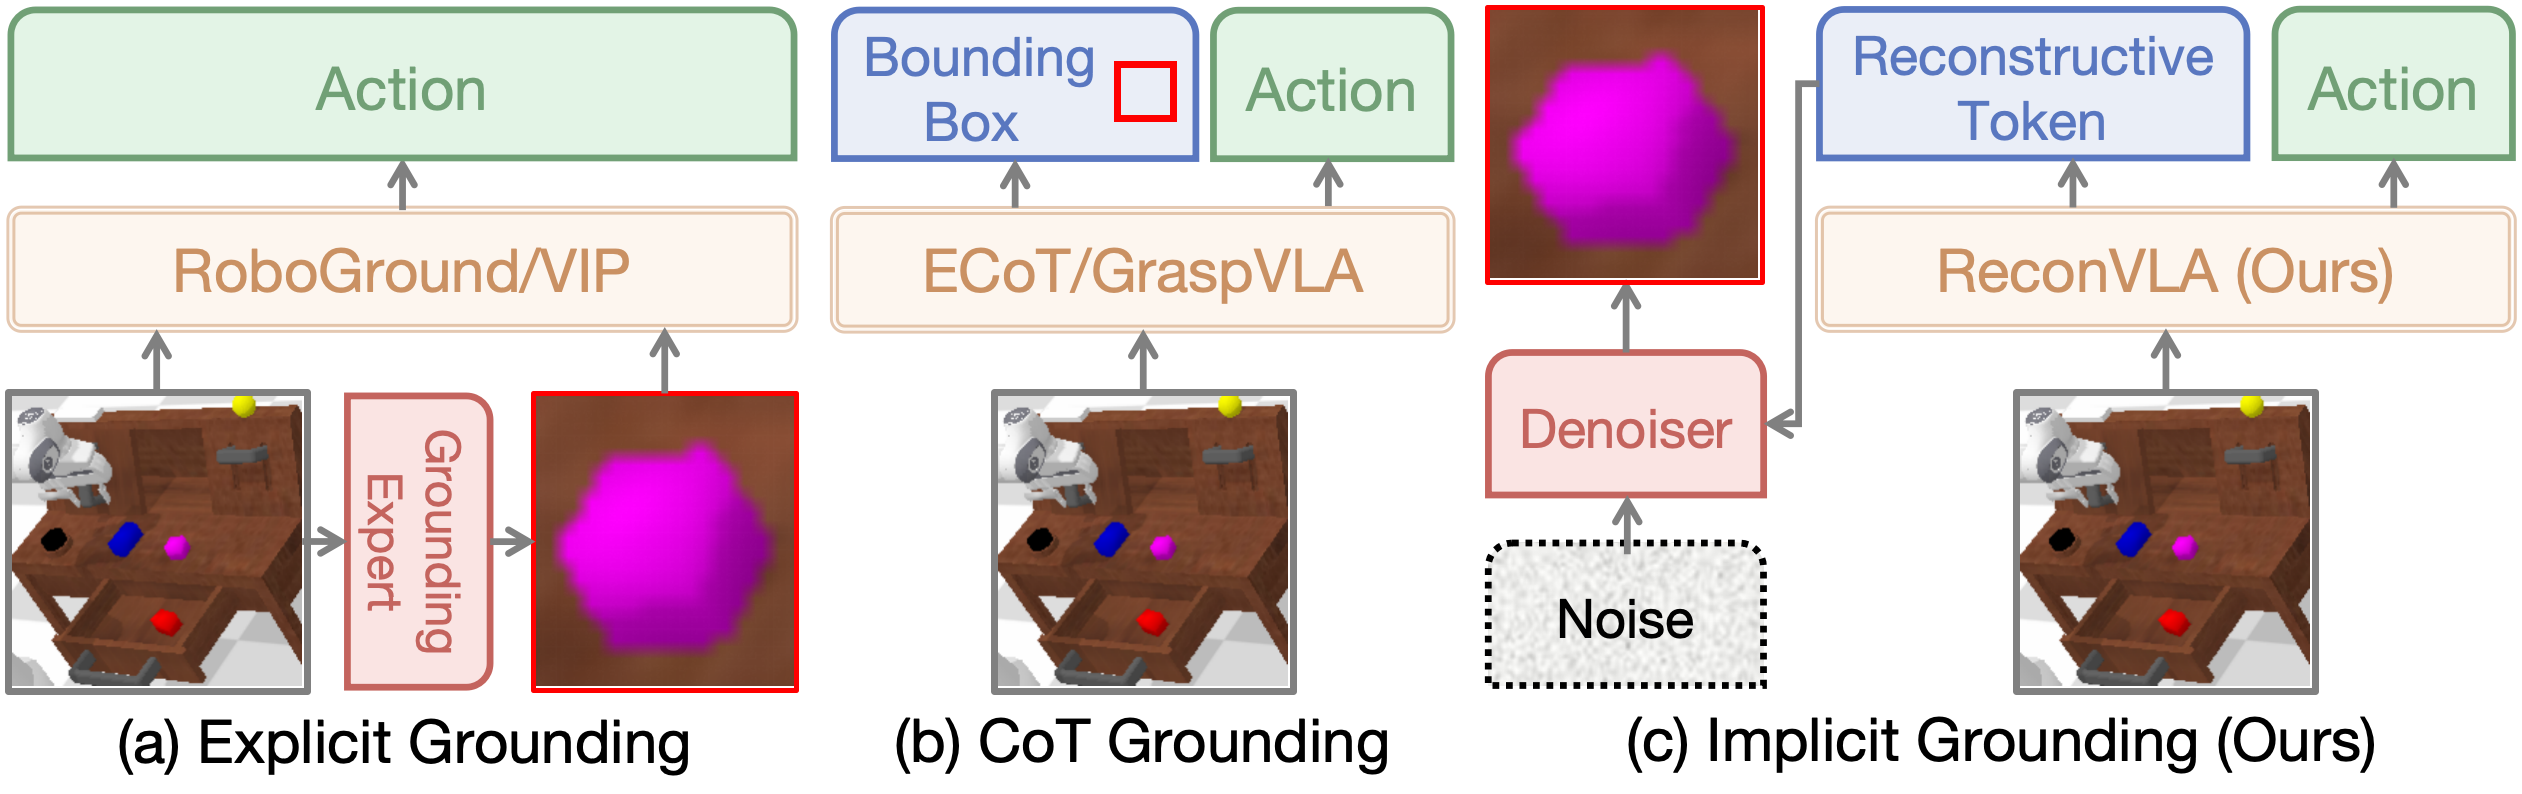 Action
RoboGround/VIP
Grounding
Expert
(a) Explicit Grounding
Bounding
Box
Action
ECoT/GraspVLA
(b) CoT Grounding
Reconstructive
Token
Action
ReconVLA (Ours)
Denoiser
Noise
(c) Implicit Grounding (Ours)